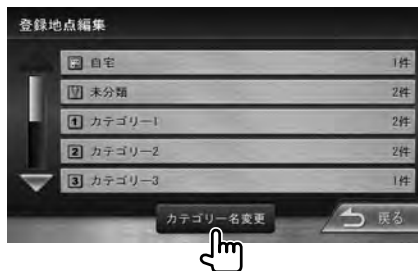 登録地点編集
自宅 1件
未分類 2件
1 カテゴリー1 2件
2 カテゴリー2 2件
3 カテゴリー3 1件
カテゴリー名変更
戻る